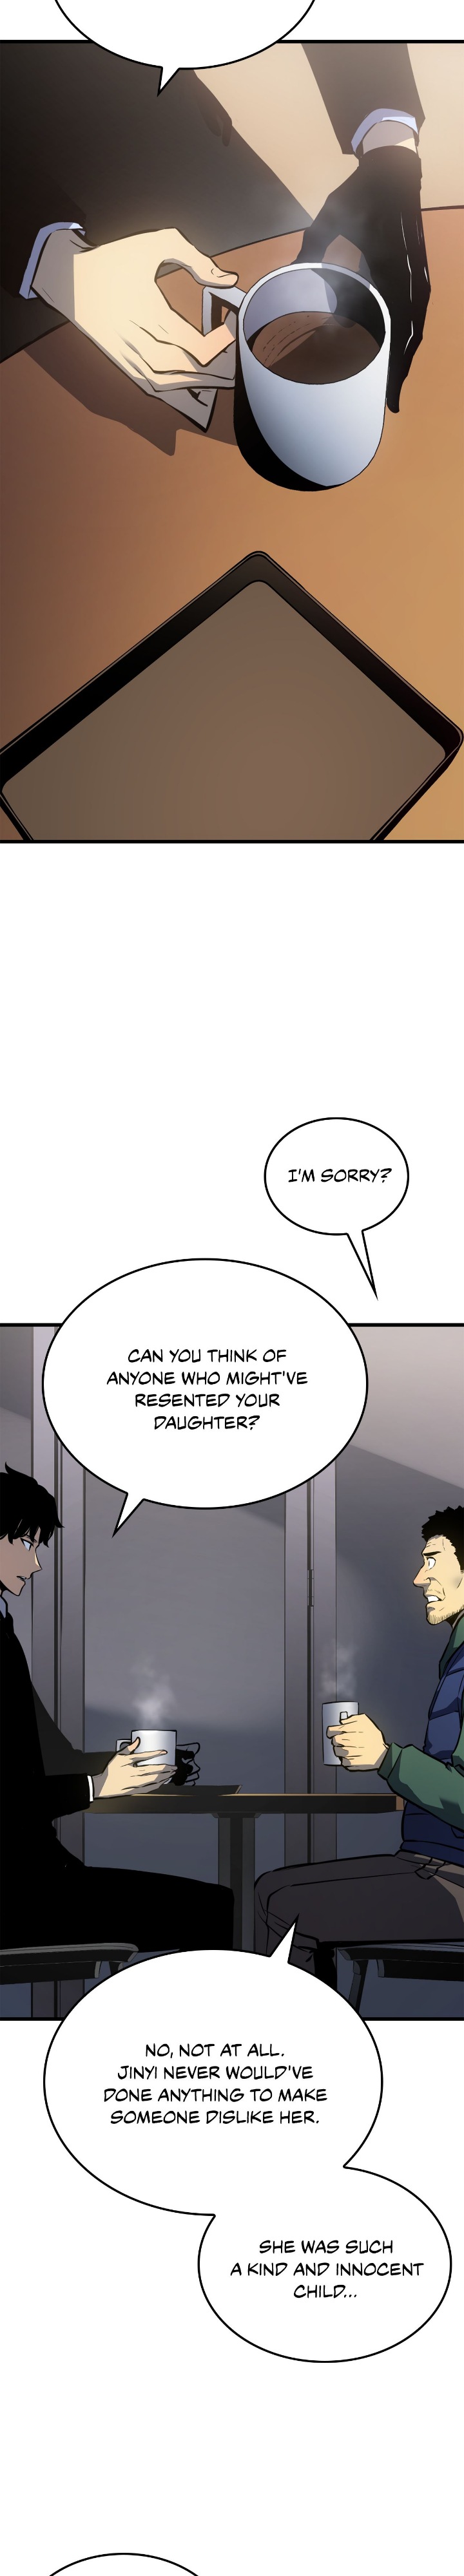 I'M SORRY?
CAN YOU THINK OF
ANYONE WHO MIGHT'VE
RESENTED YOUR
DAUGHTER?
NO, NOT AT ALL.
JINYI NEVER WOULD'VE
DONE ANYTHING TO MAKE
SOMEONE DISLIKE HER.
SHE WAS SUCH
A KIND AND INNOCENT
CHILD...